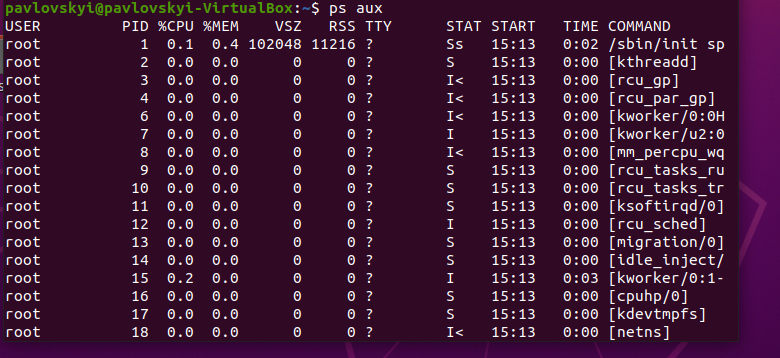 pavlovskyi@pavlovskyi-VirtualBox:~$ ps aux
USER PID %CPU %MEM VSZ RSS TTY STAT START TIME COMMAND
root 1 0.1 0.4 102048 11216 ? Ss 15:13 0:02 /sbin/init sp
root 2 0.0 0.0 0 0 ? S 15:13 0:00 [kthreadd]
root 3 0.0 0.0 0 0 ? I< 15:13 0:00 [rcu_gp]
root 4 0.0 0.0 0 0 ? I< 15:13 0:00 [rcu_par_gp]
root 6 0.0 0.0 0 0 ? I< 15:13 0:00 [kworker/0:0H
root 7 0.0 0.0 0 0 ? I 15:13 0:00 [kworker/u2:0
root 8 0.0 0.0 0 0 ? I< 15:13 0:00 [mm_percpu_wq
root 9 0.0 0.0 0 0 ? S 15:13 0:00 [rcu_tasks_ru
root 10 0.0 0.0 0 0 ? S 15:13 0:00 [rcu_tasks_tr
root 11 0.0 0.0 0 0 ? S 15:13 0:00 [ksoftirqd/0]
root 12 0.0 0.0 0 0 ? I 15:13 0:00 [rcu_sched]
root 13 0.0 0.0 0 0 ? S 15:13 0:00 [migration/0]
root 14 0.0 0.0 0 0 ? S 15:13 0:00 [idle_inject/
root 15 0.2 0.0 0 0 ? I 15:13 0:03 [kworker/0:1-
root 16 0.0 0.0 0 0 ? S 15:13 0:00 [cpuhp/0]
root 17 0.0 0.0 0 0 ? S 15:13 0:00 [kdevtmpfs]
root 18 0.0 0.0 0 0 ? I< 15:13 0:00 [netns]